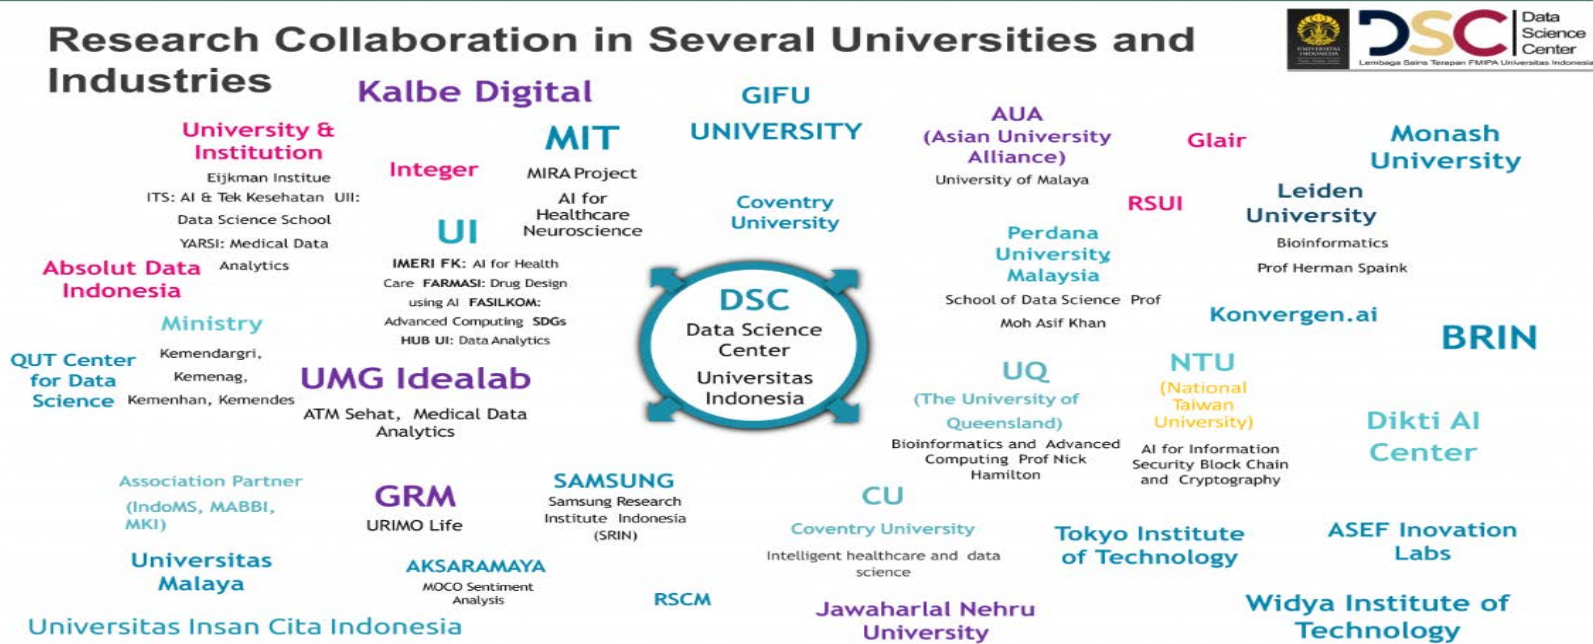 Research Collaboration in Several Universities and
Industries
UNIVERSITAS
INDONESIA
DSC
Data
Science
Center
Lembaga Sains Terapan FMIPA Universitas Indonesia
Kalbe Digital
GIFU
UNIVERSITY
AUA
(Asian University
Alliance)
University of Malaya
Glair
Monash
University
University &
Institution
Eijkman Institue
ITS: AI & Tek Kesehatan UII:
Data Science School
YARSI: Medical Data
Analytics
Integer
MIT
MIRA Project
AI for
Healthcare
Neuroscience
Coventry
University
RSUI
Leiden
University
Bioinformatics
Prof Herman Spaink
UI
IMERI FK: AI for Health
Care FARMASI: Drug Design
using AI FASILKOM:
Advanced Computing SDGs
HUB UI: Data Analytics
Perdana
University
Malaysia
School of Data Science Prof
Moh Asif Khan
Absolut Data
Indonesia
DSC
Data Science
Center
Universitas
Indonesia
Konvergen.ai
BRIN
Ministry
Kemendargri,
Kemenag,
Kemenhan, Kemendes
QUT Center
for Data
Science
UMG Idealab
ATM Sehat, Medical Data
Analytics
UQ
(The University of
Queensland)
Bioinformatics and Advanced
Computing Prof Nick
Hamilton
NTU
(National
Taiwan
University)
AI for Information
Security Block Chain
and Cryptography
Dikti AI
Center
Association Partner
(IndoMS, MABBI,
MKI)
GRM
URIMO Life
SAMSUNG
Samsung Research
Institute Indonesia
(SRIN)
CU
Coventry University
Intelligent healthcare and data
science
Tokyo Institute
of Technology
ASEF Inovation
Labs
Universitas
Malaya
AKSARAMAYA
MOCO Sentiment
Analysis
RSCM
Jawaharlal Nehru
University
Widya Institute of
Technology
Universitas Insan Cita Indonesia